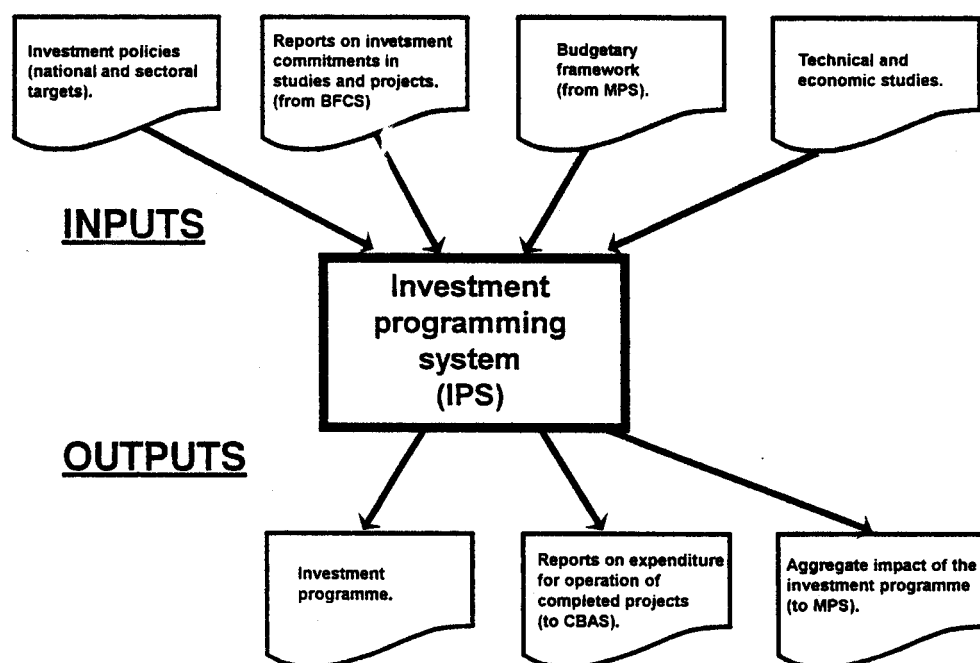 Investment policies
(national and sectoral
targets).
Reports on invetsment
commitments in
studies and projects.
(from BFCS)
Budgetary
framework
(from MPS).
Technical and
economic studies.
INPUTS
Investment
programming
system
(IPS)
OUTPUTS
Investment
programme.
Reports on expenditure
for operation of
completed projects
(to CBAS).
Aggregate impact of the
investment programme
(to MPS).